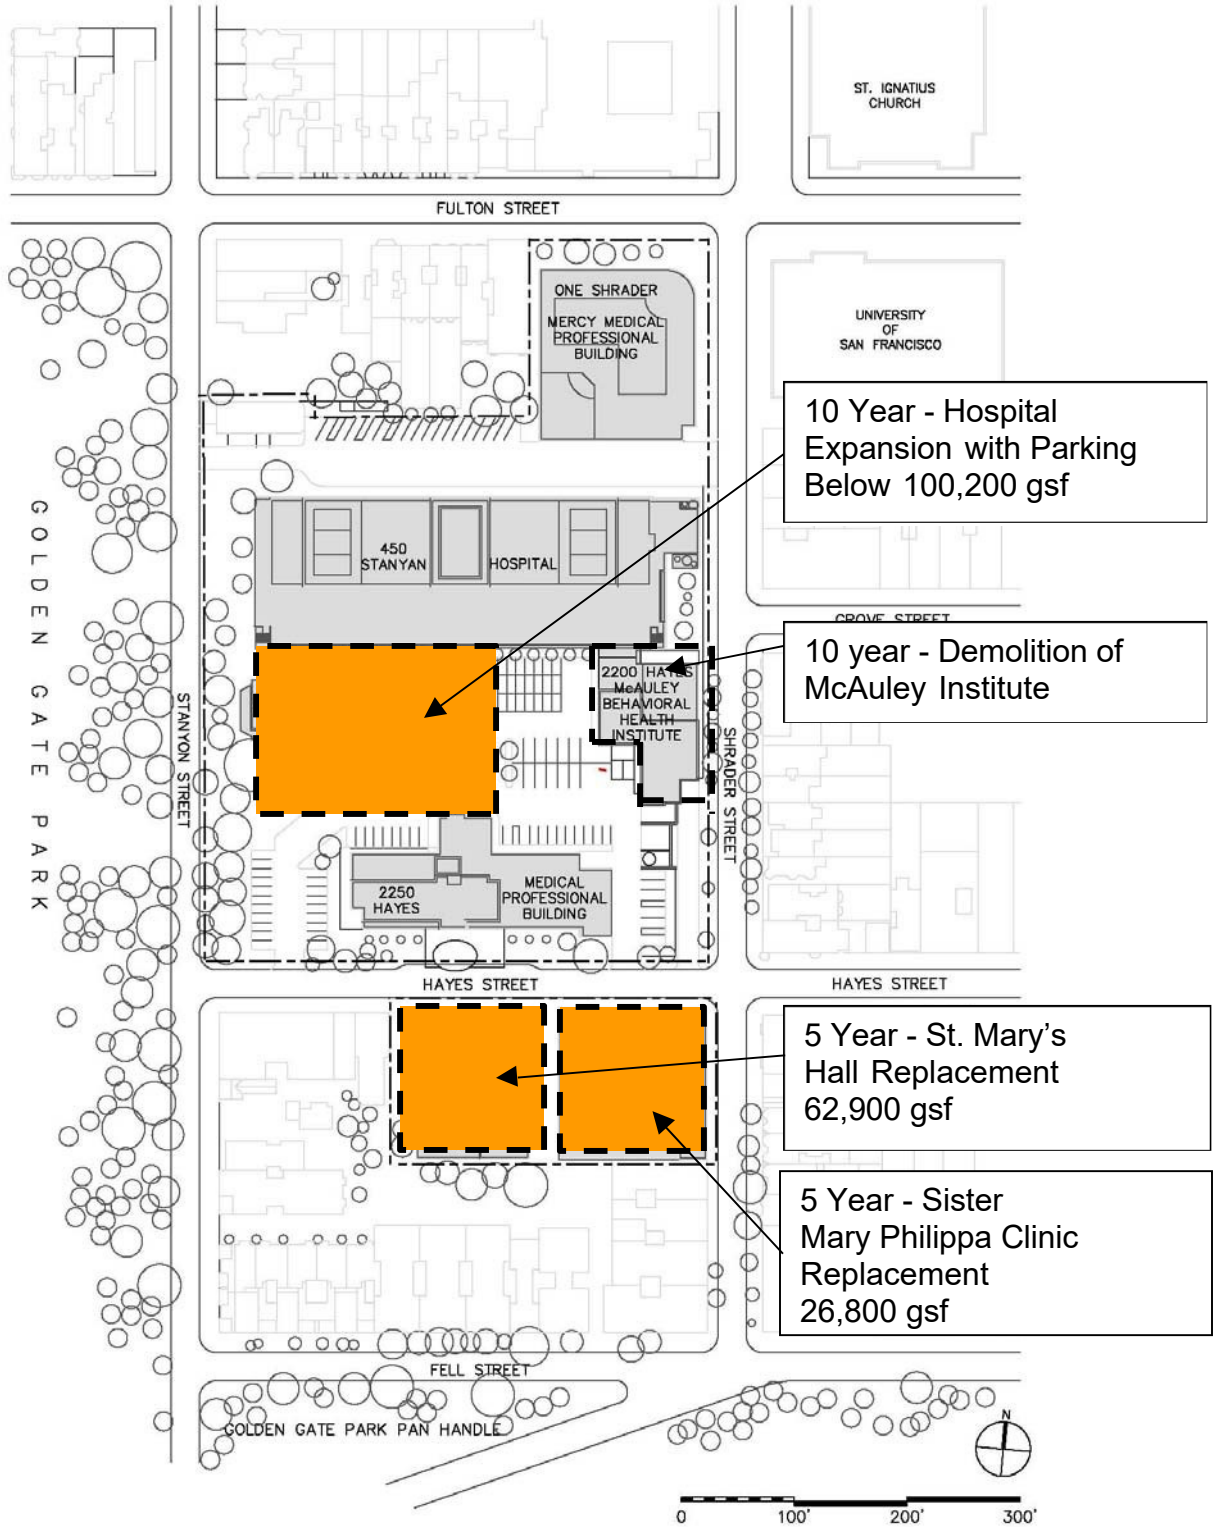 ST. IGNATIUS
CHURCH
FULTON STREET
ONE SHRADER
MERCY MEDICAL
PROFESSIONAL
BUILDING
UNIVERSITY
OF
SAN FRANCISCO
10 Year - Hospital
Expansion with Parking
Below 100,200 gsf
GOLDEN GATE PARK
450
STANYAN
HOSPITAL
GROVE STREET
10 year - Demolition of
McAuley Institute
2200 HAYES
McAULEY
BEHAVIORAL
HEALTH
INSTITUTE
STANYON STREET
SHRADER STREET
2250
HAYES
MEDICAL
PROFESSIONAL
BUILDING
HAYES STREET
HAYES STREET
5 Year - St. Mary’s
Hall Replacement
62,900 gsf
5 Year - Sister
Mary Philippa Clinic
Replacement
26,800 gsf
FELL STREET
GOLDEN GATE PARK PAN HANDLE
N
0 100' 200' 300'